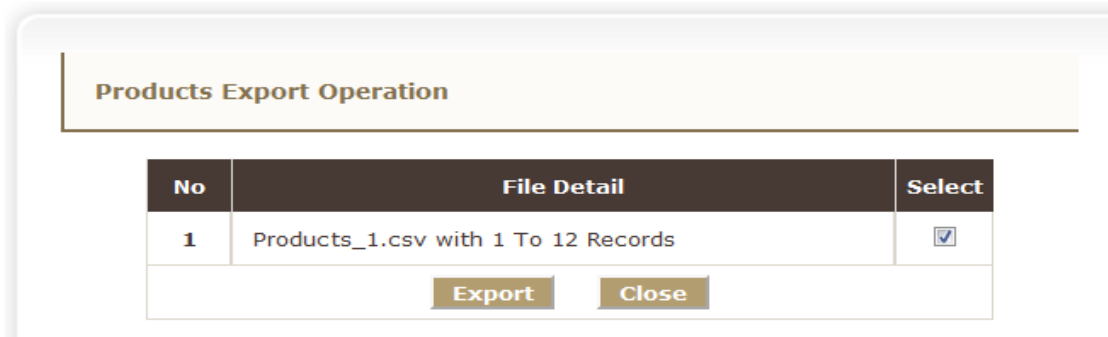 Products Export Operation
No File Detail Select
1 Products_1.csv with 1 To 12 Records
Export Close